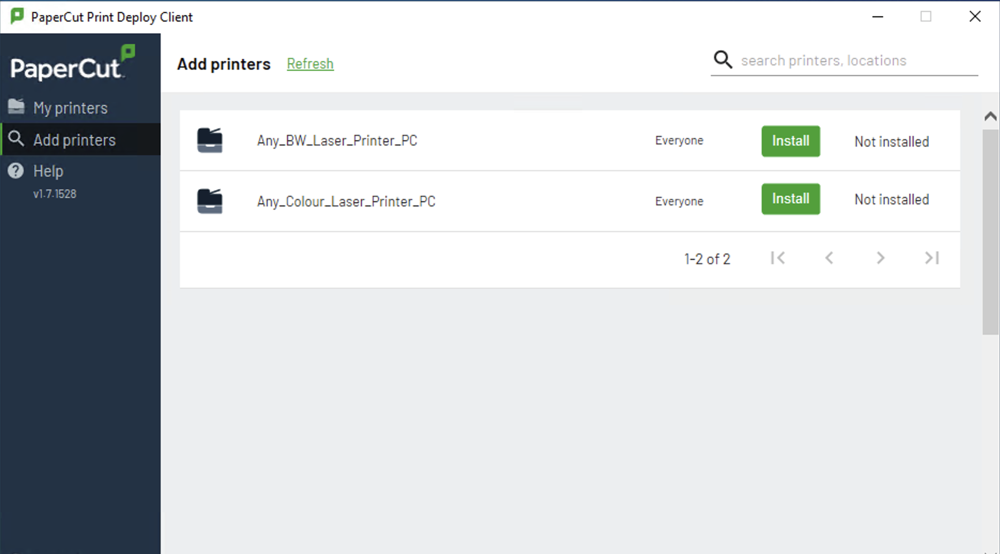 PaperCut Print Deploy Client
PaperCut
My printers
Add printers
Help
v1.7.1528
Add printers Refresh
search printers, locations
Any_BW_Laser_Printer_PC Everyone Install Not installed
Any_Colour_Laser_Printer_PC Everyone Install Not installed
1-2 of 2